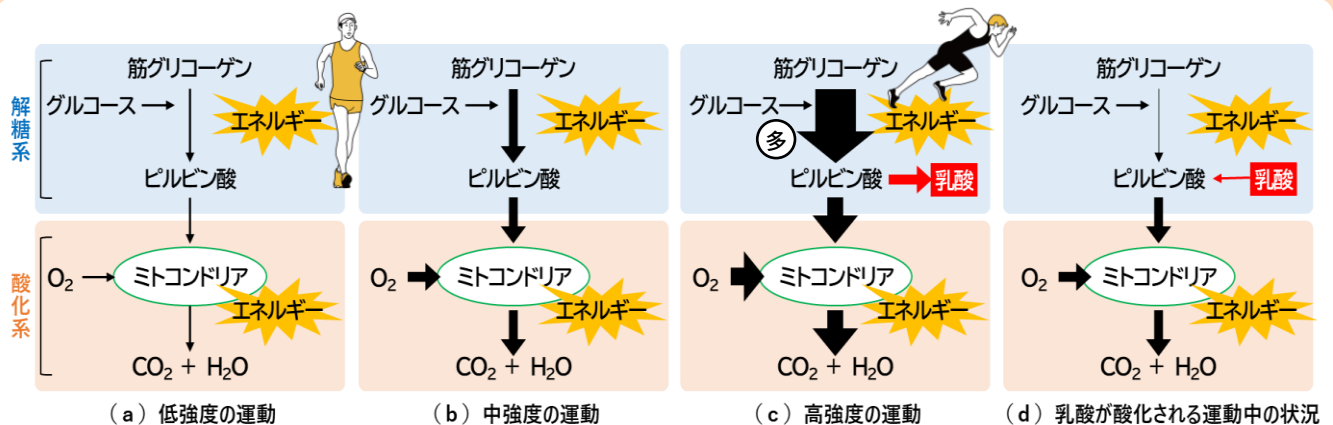 解糖系
筋グリコーゲン
グルコース
エネルギー
ピルビン酸
酸化系
O₂
ミトコンドリア
エネルギー
CO₂ + H₂O
(a) 低強度の運動
筋グリコーゲン
グルコース
エネルギー
ピルビン酸
O₂
ミトコンドリア
エネルギー
CO₂ + H₂O
(b) 中強度の運動
筋グリコーゲン
グルコース
エネルギー
多
ピルビン酸
乳酸
O₂
ミトコンドリア
エネルギー
CO₂ + H₂O
(c) 高強度の運動
筋グリコーゲン
グルコース
エネルギー
ピルビン酸
乳酸
O₂
ミトコンドリア
エネルギー
CO₂ + H₂O
(d) 乳酸が酸化される運動中の状況